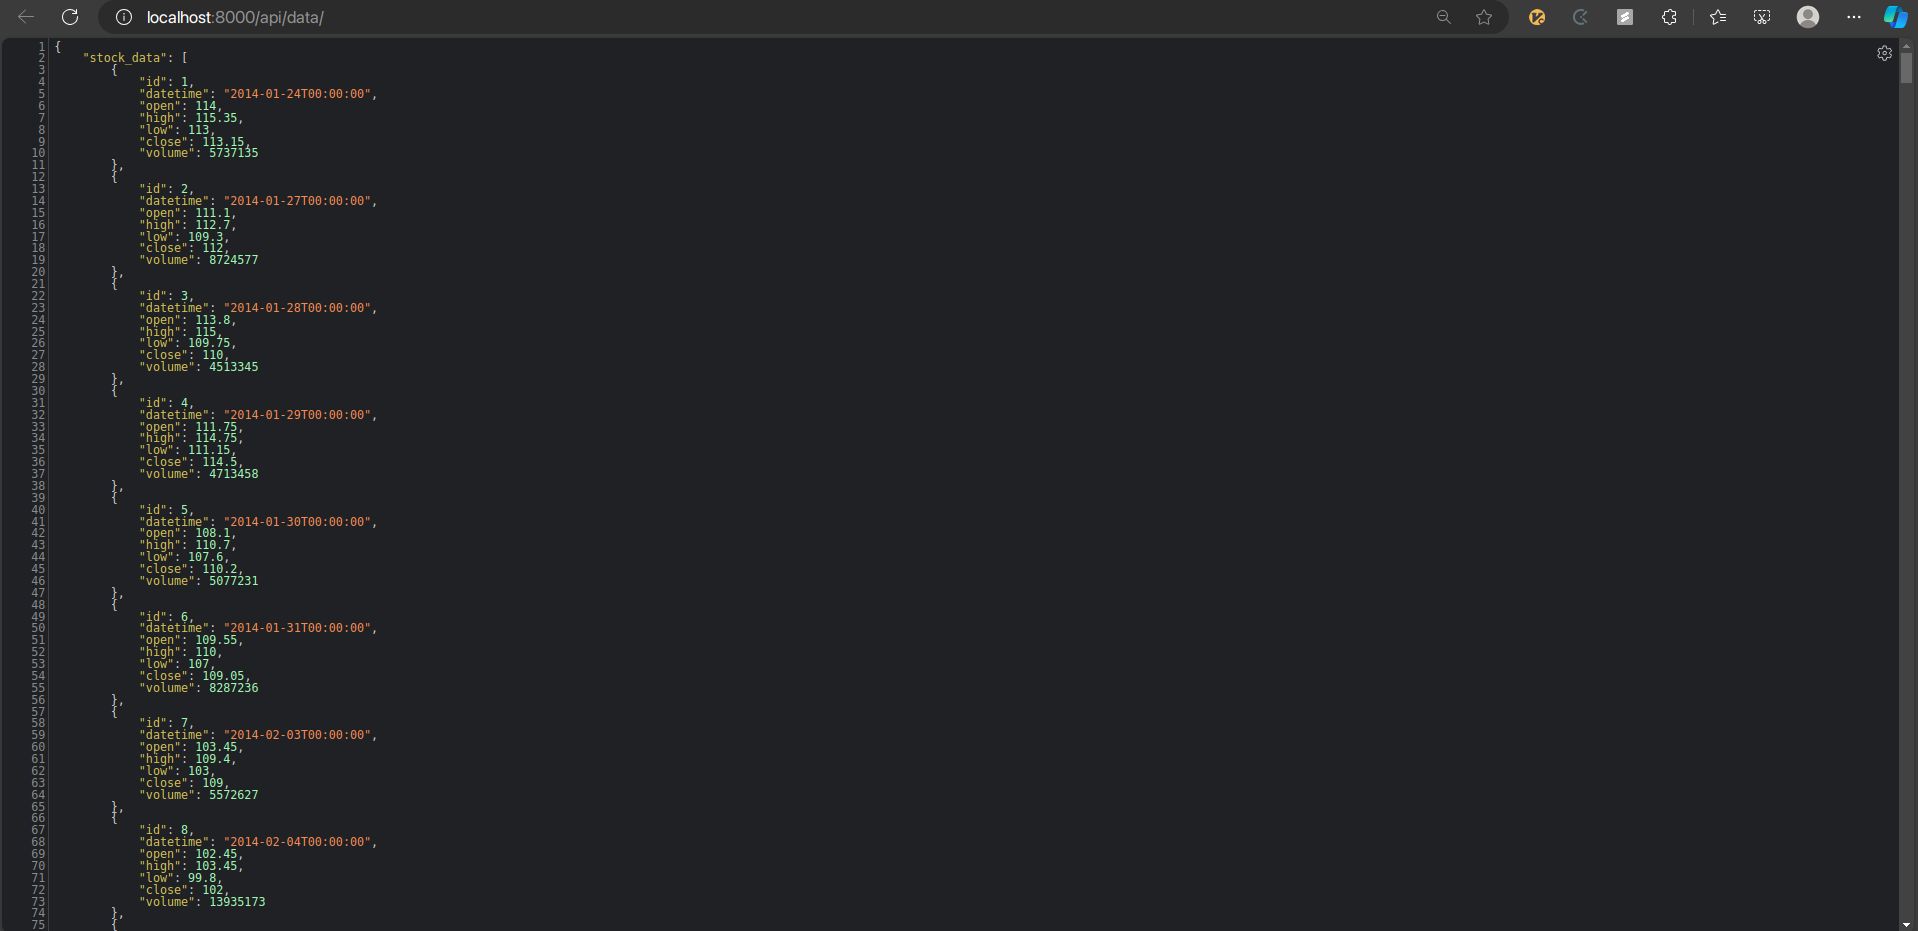 localhost:8000/api/data/
1 {
2 "stock_data": [
3 {
4 "id": 1,
5 "datetime": "2014-01-24T00:00:00",
6 "open": 114,
7 "high": 115.35,
8 "low": 113,
9 "close": 113.15,
10 "volume": 5737135
11 },
12 {
13 "id": 2,
14 "datetime": "2014-01-27T00:00:00",
15 "open": 111.1,
16 "high": 112.7,
17 "low": 109.3,
18 "close": 112,
19 "volume": 8724577
20 },
21 {
22 "id": 3,
23 "datetime": "2014-01-28T00:00:00",
24 "open": 113.8,
25 "high": 115,
26 "low": 109.75,
27 "close": 110,
28 "volume": 4513345
29 },
30 {
31 "id": 4,
32 "datetime": "2014-01-29T00:00:00",
33 "open": 111.75,
34 "high": 114.75,
35 "low": 111.15,
36 "close": 114.5,
37 "volume": 4713458
38 },
39 {
40 "id": 5,
41 "datetime": "2014-01-30T00:00:00",
42 "open": 108.1,
43 "high": 110.7,
44 "low": 107.6,
45 "close": 110.2,
46 "volume": 5077231
47 },
48 {
49 "id": 6,
50 "datetime": "2014-01-31T00:00:00",
51 "open": 109.55,
52 "high": 110,
53 "low": 107,
54 "close": 109.05,
55 "volume": 8287236
56 },
57 {
58 "id": 7,
59 "datetime": "2014-02-03T00:00:00",
60 "open": 103.45,
61 "high": 109.4,
62 "low": 103,
63 "close": 109,
64 "volume": 5572627
65 },
66 {
67 "id": 8,
68 "datetime": "2014-02-04T00:00:00",
69 "open": 102.45,
70 "high": 103.45,
71 "low": 99.8,
72 "close": 102,
73 "volume": 13935173
74 },
75 {